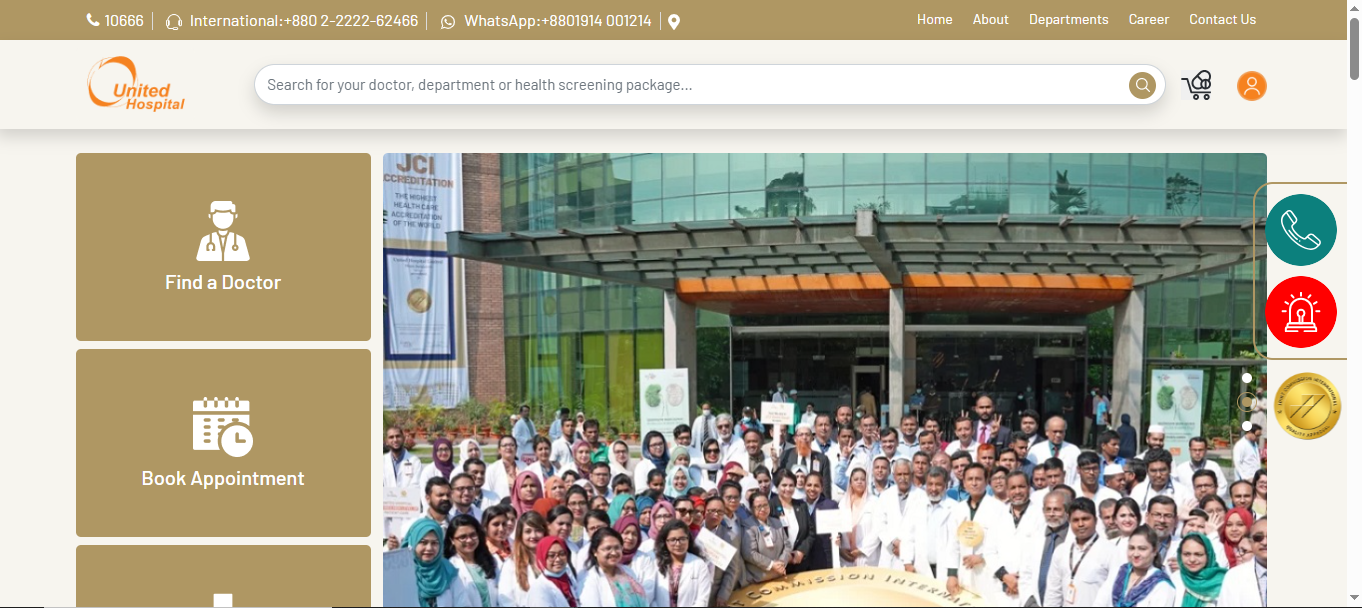 10666
International:+880 2-2222-62466
WhatsApp:+8801914 001214
Home
About
Departments
Career
Contact Us
United
Hospital
Search for your doctor, department or health screening package...
Find a Doctor
Book Appointment
JCI
ACCREDITATION
THE HIGHEST
HEALTH CARE
ACCREDITATION
OF THE WORLD
COMMISSION INTERNA